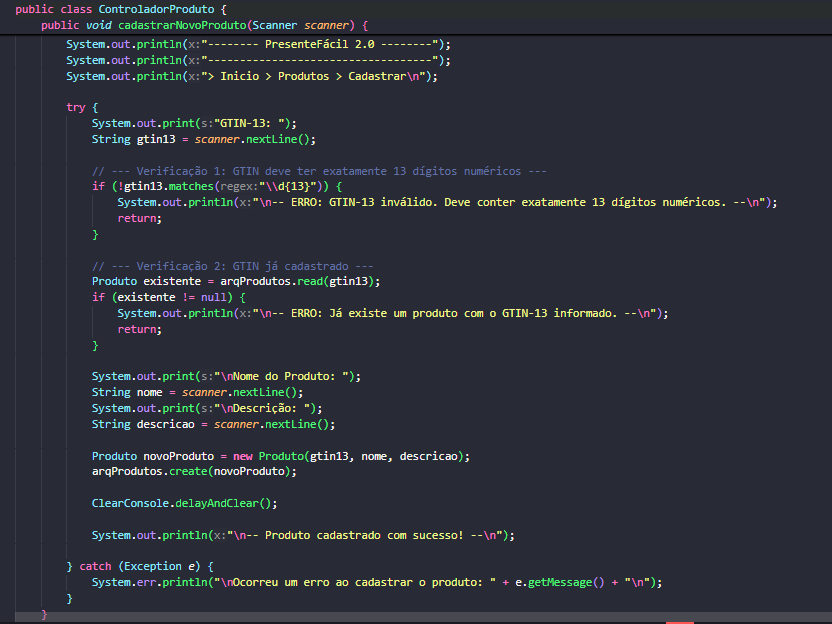 public class ControladorProduto {
public void cadastrarNovoProduto(Scanner scanner) {
System.out.println(x:"-------- PresenteFácil 2.0 --------");
System.out.println(x:"-----------------------------------");
System.out.println(x:"> Inicio > Produtos > Cadastrar\n");
try {
System.out.print(s:"GTIN-13: ");
String gtin13 = scanner.nextLine();
// --- Verificação 1: GTIN deve ter exatamente 13 dígitos numéricos ---
if (!gtin13.matches(regex:"\\d{13}")) {
System.out.println(x:"\n-- ERRO: GTIN-13 inválido. Deve conter exatamente 13 dígitos numéricos. --\n");
return;
}
// --- Verificação 2: GTIN já cadastrado ---
Produto existente = arqProdutos.read(gtin13);
if (existente != null) {
System.out.println(x:"\n-- ERRO: Já existe um produto com o GTIN-13 informado. --\n");
return;
}
System.out.print(s:"\nNome do Produto: ");
String nome = scanner.nextLine();
System.out.print(s:"\nDescrição: ");
String descricao = scanner.nextLine();
Produto novoProduto = new Produto(gtin13, nome, descricao);
arqProdutos.create(novoProduto);
ClearConsole.delayAndClear();
System.out.println(x:"\n-- Produto cadastrado com sucesso! --\n");
} catch (Exception e) {
System.err.println("\nOcorreu um erro ao cadastrar o produto: " + e.getMessage() + "\n");
}
}